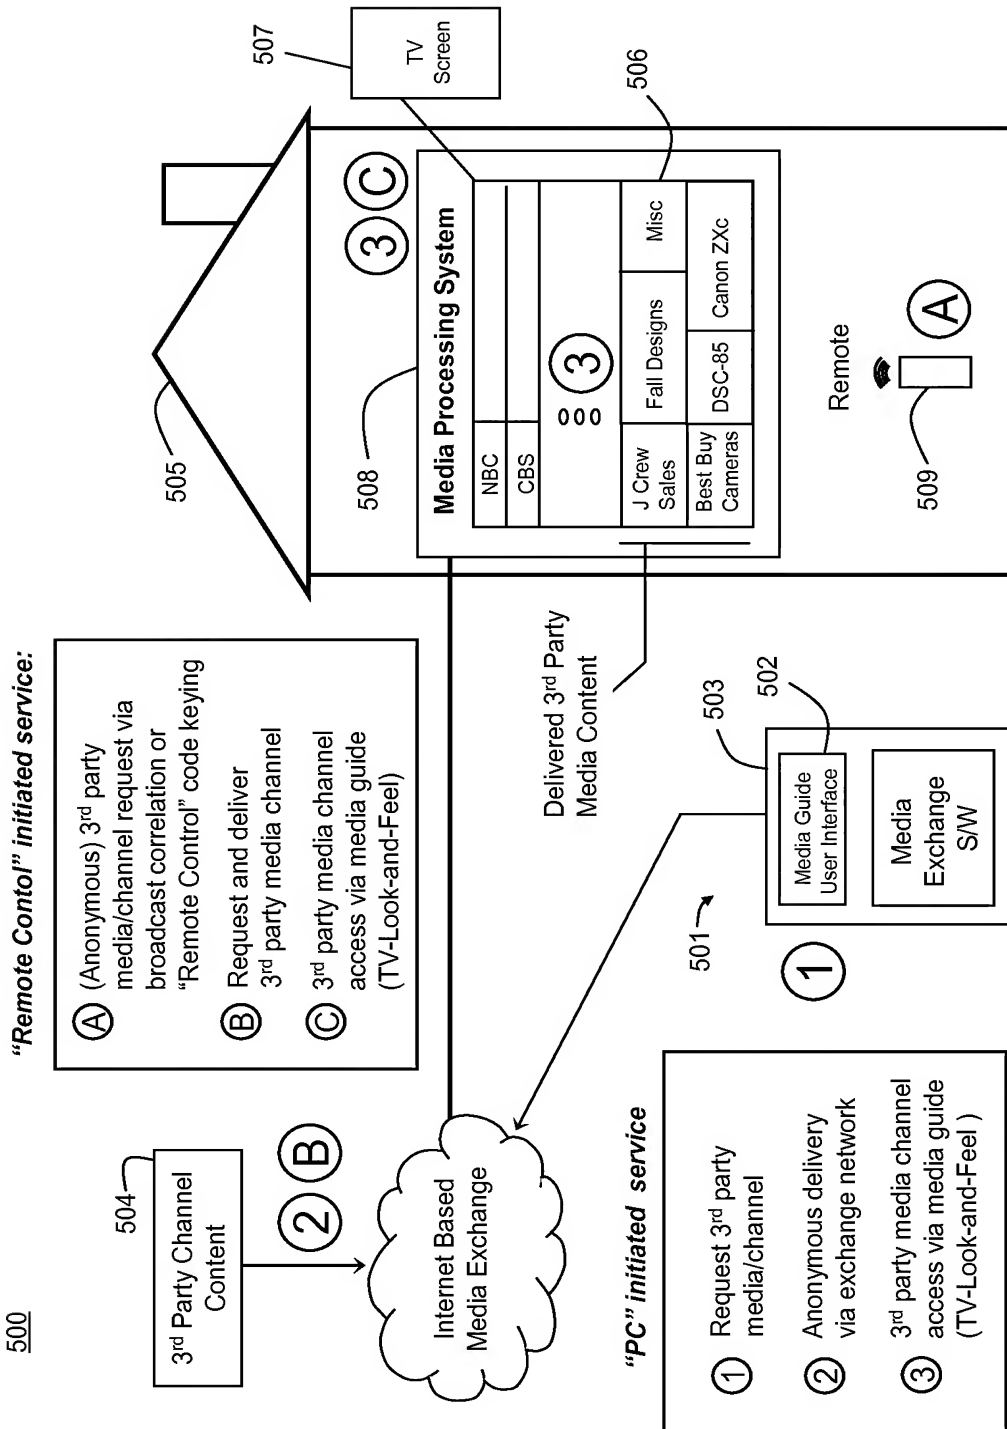 500
"Remote Contol" initiated service:
A
(Anonymous) 3rd party
media/channel request via
broadcast correlation or
"Remote Control" code keying
B
Request and deliver
3rd party media channel
C
3rd party media channel
access via media guide
(TV-Look-and-Feel)
504
3rd Party Channel
Content
2
B
Internet Based
Media Exchange
505
3
C
507
TV
Screen
508
Media Processing System
NBC
CBS
000
3
J Crew
Sales
Fall Designs
Misc
Best Buy
Cameras
DSC-85
Canon ZXc
506
Delivered 3rd Party
Media Content
Remote
A
509
"PC" initiated service
1
Request 3rd party
media/channel
2
Anonymous delivery
via exchange network
3
3rd party media channel
access via media guide
(TV-Look-and-Feel )
501
1
503
502
Media Guide
User Interface
Media
Exchange
S/W